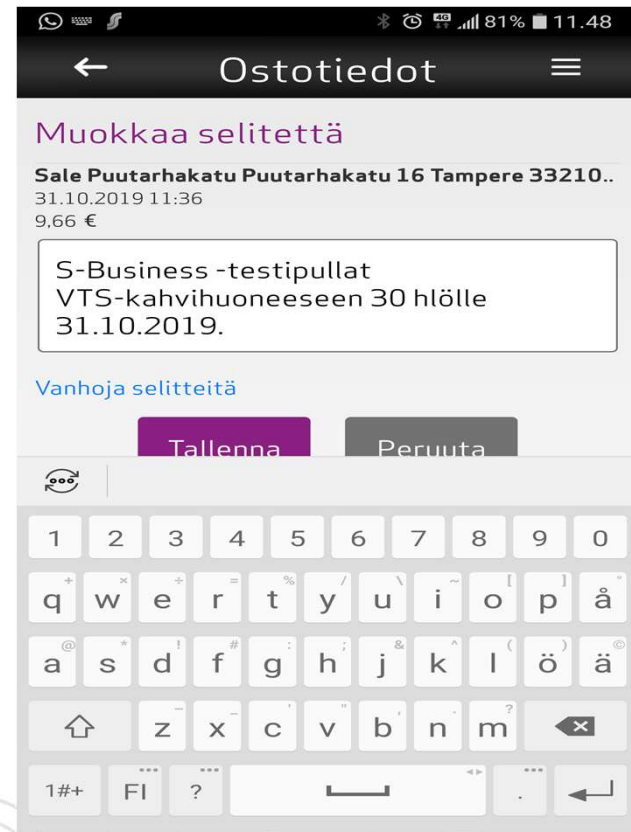 4G 81% 11.48
Ostotiedot
Muokkaa selitettä
Sale Puutarhakatu Puutarhakatu 16 Tampere 33210..
31.10.2019 11:36
9,66 €
S-Business -testipullat
VTS-kahvihuoneeseen 30 hlölle
31.10.2019.
Vanhoja selitteitä
Tallenna Peruuta
1 2 3 4 5 6 7 8 9 0
+ × ÷ = % / \ ~ [ ] °
q w e r t y u i o p å
@ * ! # : ; & ^ ( ) ©
a s d f g h j k l ö ä
z x c v b n m ?
1#+ FI ? .